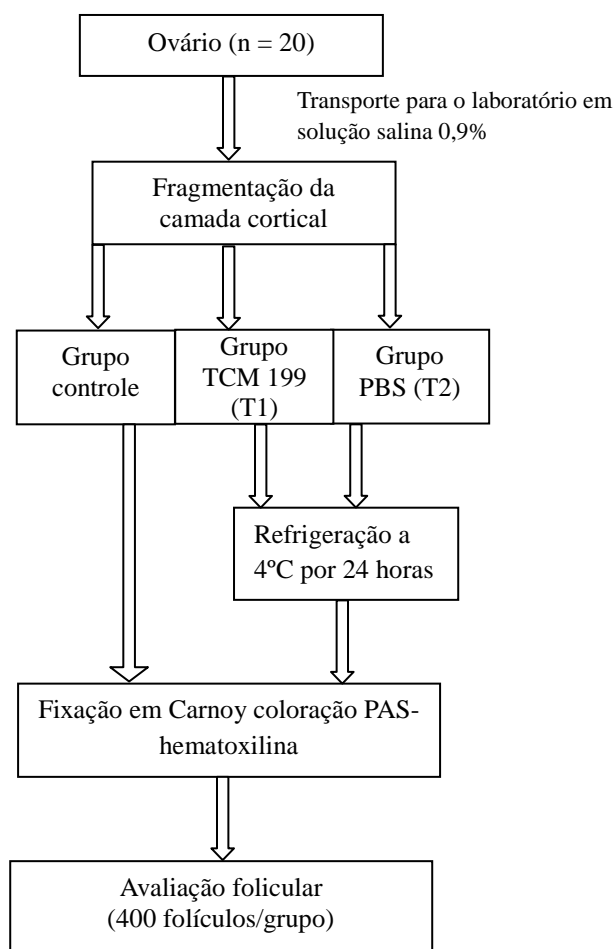 Ovário (n = 20)
Transporte para o laboratório em
solução salina 0,9%
Fragmentação da
camada cortical
Grupo
controle
Grupo
TCM 199
(T1)
Grupo
PBS (T2)
Refrigeração a
4ºC por 24 horas
Fixação em Carnoy coloração PAS-
hematoxilina
Avaliação folicular
(400 folículos/grupo)